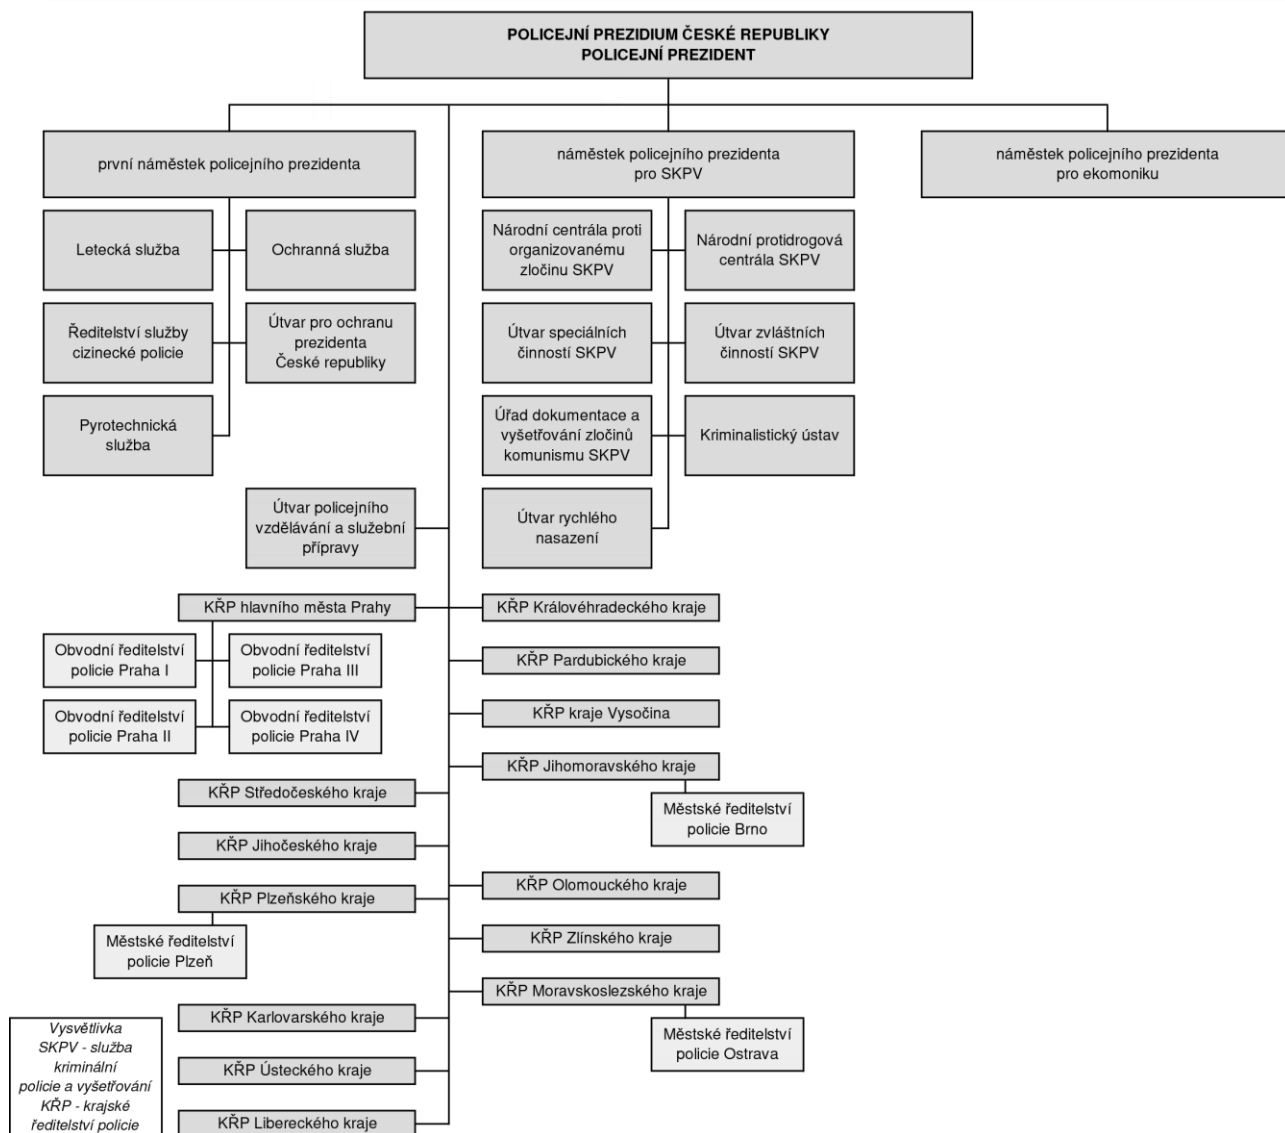 POLICEJNÍ PREZIDIUM ČESKÉ REPUBLIKY
POLICEJNÍ PREZIDENT
první náměstek policejního prezidenta
náměstek policejního prezidenta
pro SKPV
náměstek policejního prezidenta
pro ekomoniku
Letecká služba
Ochranná služba
Národní centrála proti
organizovanému
zločinu SKPV
Národní protidrogová
centrála SKPV
Ředitelství služby
cizinecké policie
Útvar pro ochranu
prezidenta
České republiky
Útvar speciálních
činností SKPV
Útvar zvláštních
činností SKPV
Pyrotechnická
služba
Úřad dokumentace a
vyšetřování zločinů
komunismu SKPV
Kriminalistický ústav
Útvar policejního
vzdělávání a služební
přípravy
Útvar rychlého
nasazení
KŘP hlavního města Prahy
KŘP Královéhradeckého kraje
Obvodní ředitelství
policie Praha I
Obvodní ředitelství
policie Praha III
KŘP Pardubického kraje
Obvodní ředitelství
policie Praha II
Obvodní ředitelství
policie Praha IV
KŘP kraje Vysočina
KŘP Jihomoravského kraje
Městské ředitelství
policie Brno
KŘP Středočeského kraje
KŘP Jihočeského kraje
KŘP Plzeňského kraje
Městské ředitelství
policie Plzeň
KŘP Olomouckého kraje
KŘP Zlínského kraje
KŘP Moravskoslezského kraje
Městské ředitelství
policie Ostrava
KŘP Karlovarského kraje
KŘP Ústeckého kraje
KŘP Libereckého kraje
Vysvětlivka
SKPV - služba
kriminální
policie a vyšetřování
KŘP - krajské
ředitelství policie